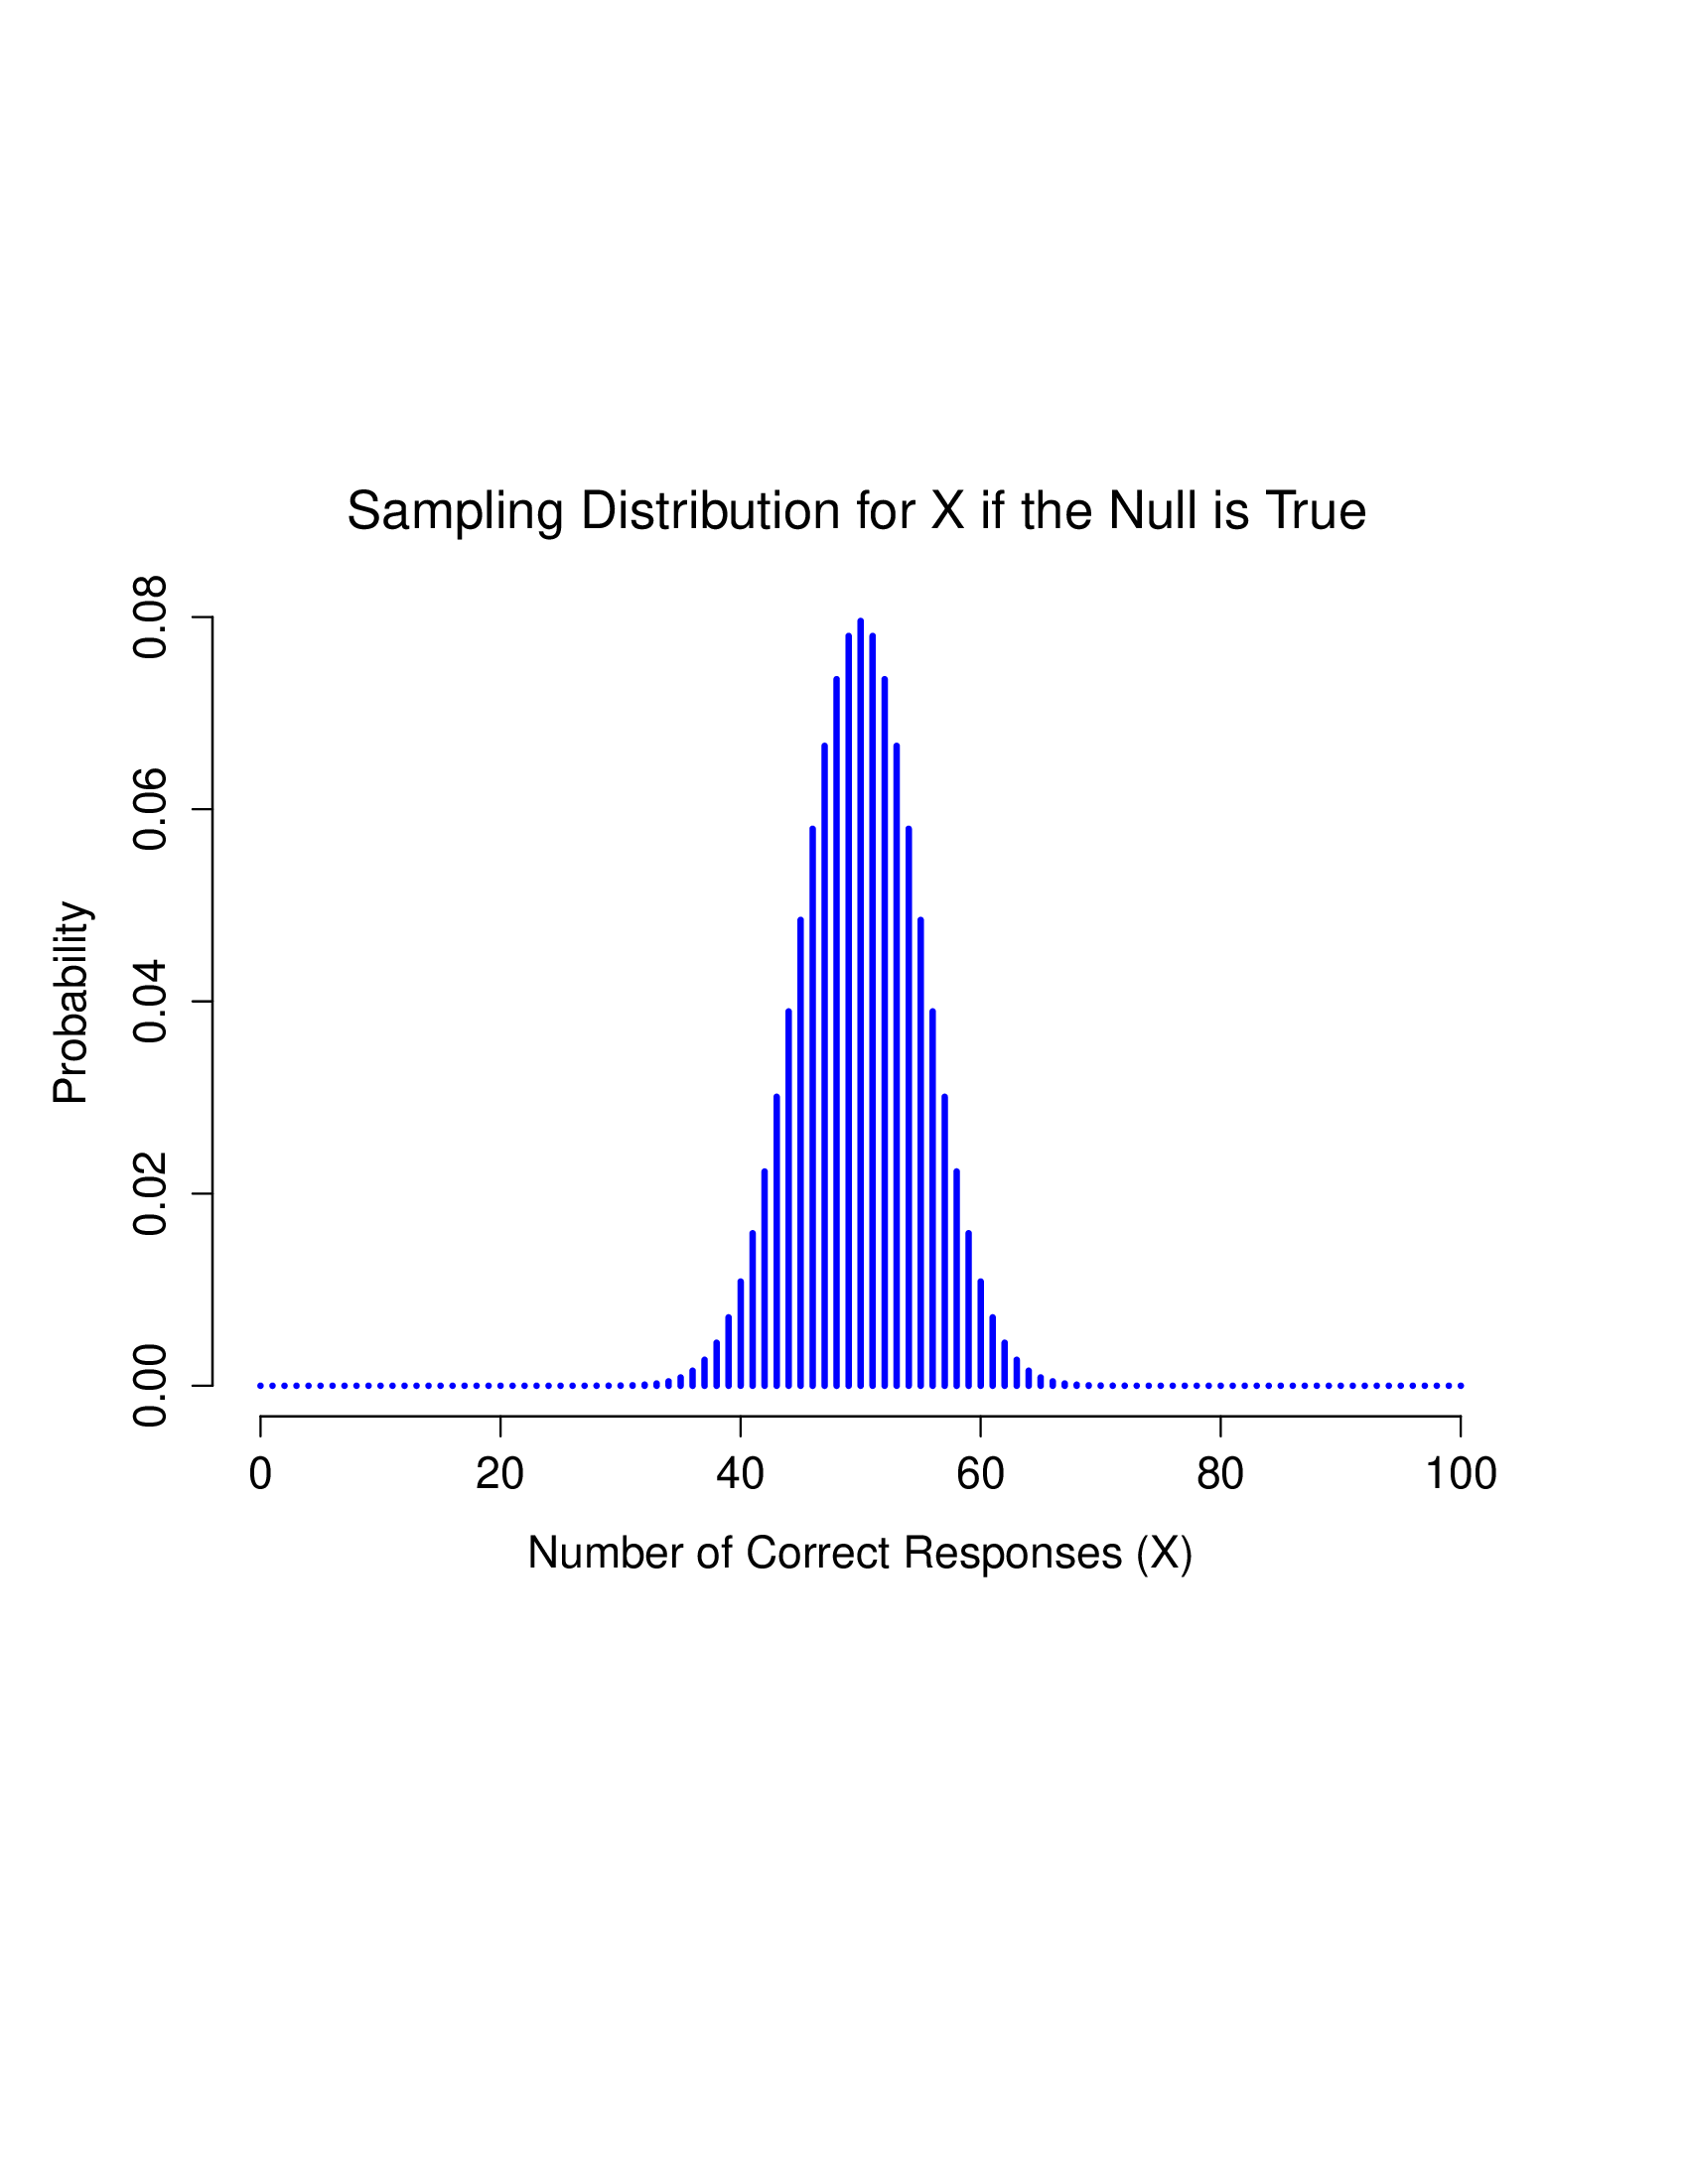 Sampling Distribution for X if the Null is True
0.08
0.06
0.04
0.02
0.00
Probability
0 20 40 60 80 100
Number of Correct Responses (X)